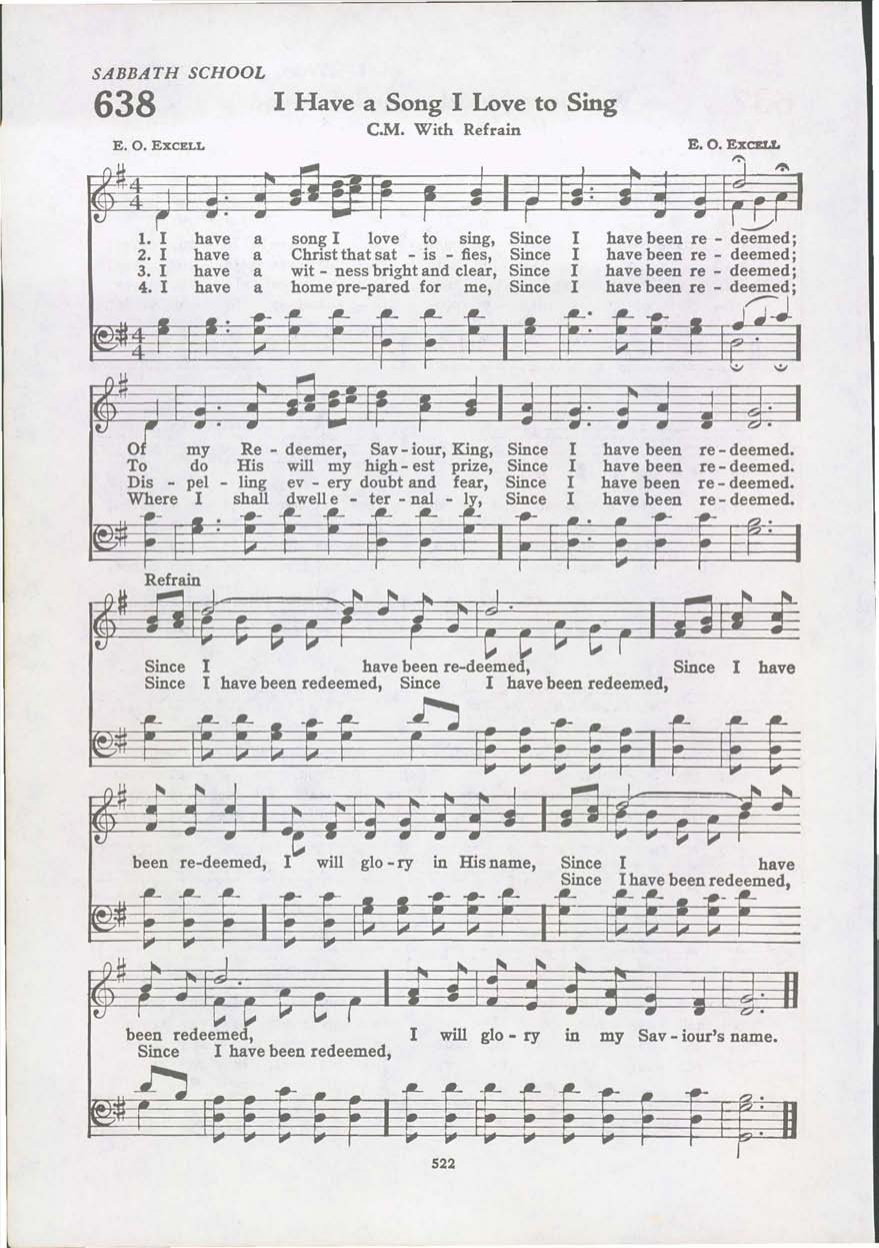 SABBATH SCHOOL
638 I Have a Song I Love to Sing
C.M. With Refrain
E. O. EXCELL E. O. EXCELL
1. I have a song I love to sing, Since I have been re - deemed;
2. I have a Christ that sat - is - fies, Since I have been re - deemed;
3. I have a wit - ness bright and clear, Since I have been re - deemed;
4. I have a home pre-pared for me, Since I have been re - deemed;
Of my Re - deemer, Sav - iour, King, Since I have been re - deemed.
To do His will my high - est prize, Since I have been re - deemed.
Dis - pel - ling ev - ery doubt and fear, Since I have been re - deemed.
Where I shall dwell e - ter - nal - ly, Since I have been re - deemed.
Refrain
Since I have been re-deemed, Since I have
Since I have been redeemed, Since I have been redeemed,
been re-deemed, I will glo - ry in His name, Since I have
Since I have been redeemed,
been redeemed, I will glo - ry in my Sav - iour's name.
Since I have been redeemed,
522